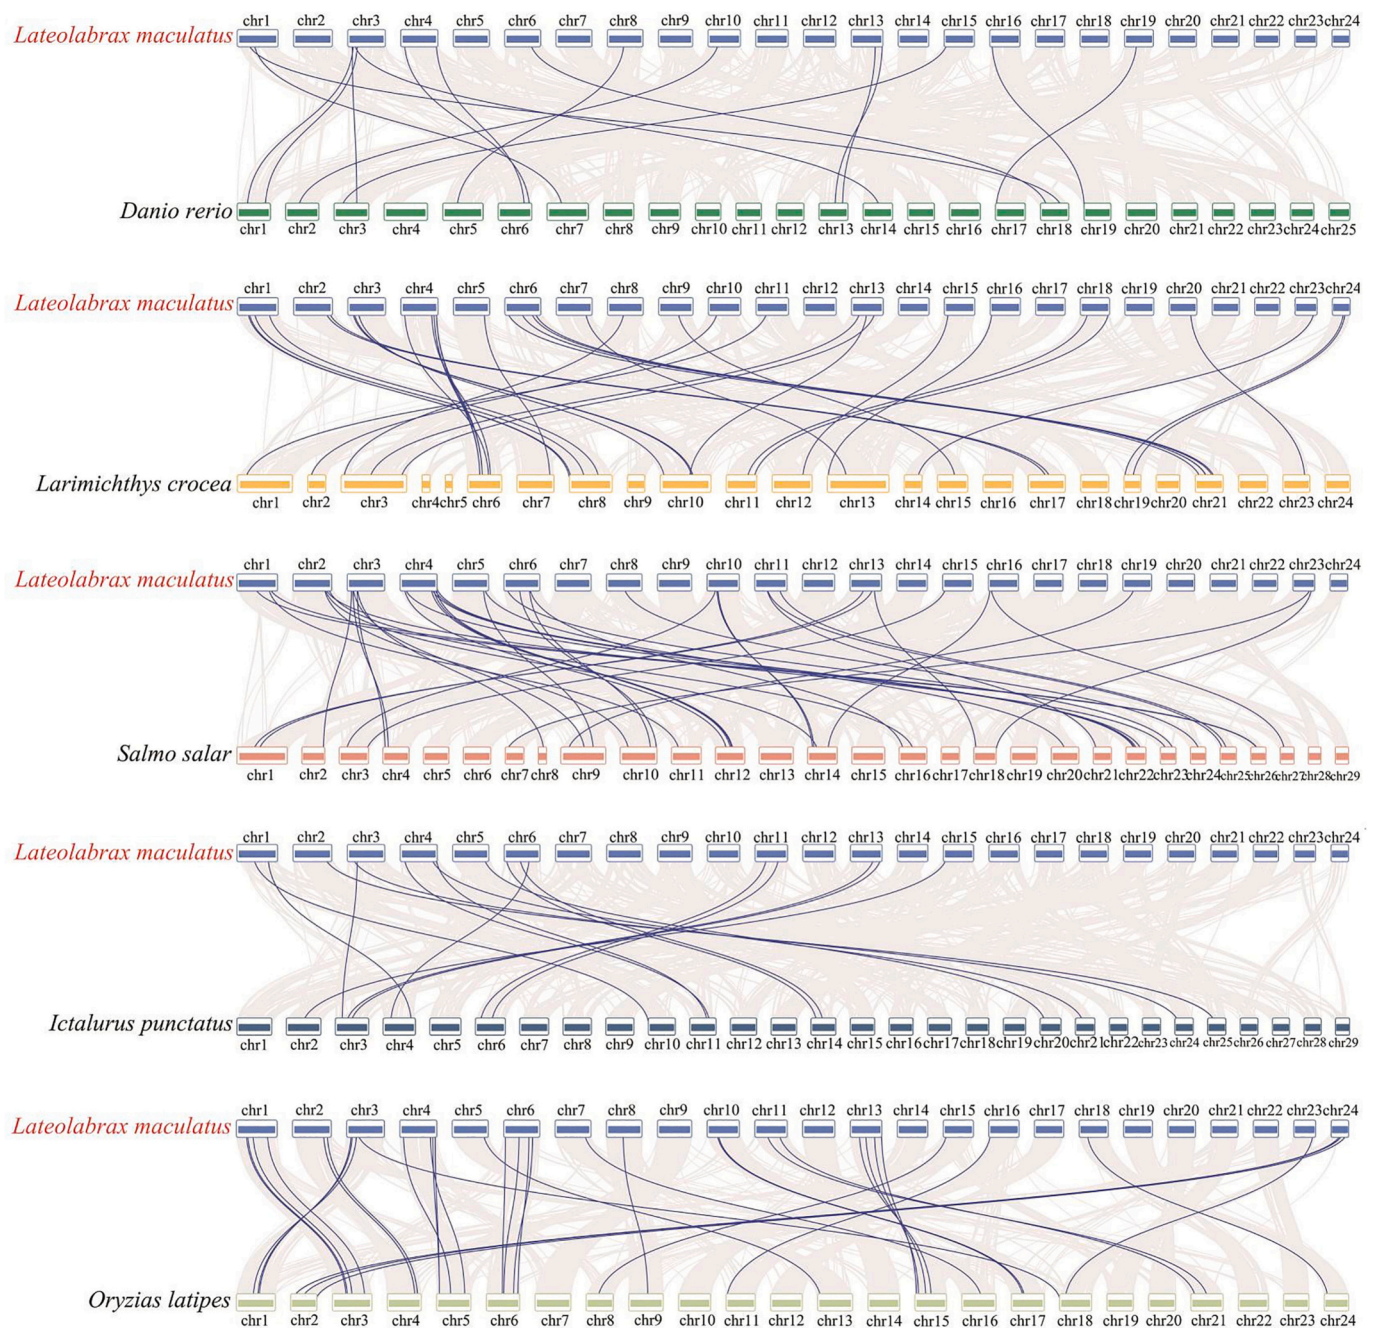 chr1 chr2 chr3 chr4 chr5 chr6 chr7 chr8 chr9 chr10 chr11 chr12 chr13 chr14 chr15 chr16 chr17 chr18 chr19 chr20 chr21 chr22 chr23 chr24
Lateolabrax maculatus
Danio rerio
chr1 chr2 chr3 chr4 chr5 chr6 chr7 chr8 chr9 chr10 chr11 chr12 chr13 chr14 chr15 chr16 chr17 chr18 chr19 chr20 chr21 chr22 chr23 chr24 chr25
chr1 chr2 chr3 chr4 chr5 chr6 chr7 chr8 chr9 chr10 chr11 chr12 chr13 chr14 chr15 chr16 chr17 chr18 chr19 chr20 chr21 chr22 chr23 chr24
Lateolabrax maculatus
Larimichthys crocea
chr1 chr2 chr3 chr4 chr5 chr6 chr7 chr8 chr9 chr10 chr11 chr12 chr13 chr14 chr15 chr16 chr17 chr18 chr19 chr20 chr21 chr22 chr23 chr24
chr1 chr2 chr3 chr4 chr5 chr6 chr7 chr8 chr9 chr10 chr11 chr12 chr13 chr14 chr15 chr16 chr17 chr18 chr19 chr20 chr21 chr22 chr23 chr24
Lateolabrax maculatus
Salmo salar
chr1 chr2 chr3 chr4 chr5 chr6 chr7 chr8 chr9 chr10 chr11 chr12 chr13 chr14 chr15 chr16 chr17 chr18 chr19 chr20 chr21 chr22 chr23 chr24 chr25 chr26 chr27 chr28 chr29
chr1 chr2 chr3 chr4 chr5 chr6 chr7 chr8 chr9 chr10 chr11 chr12 chr13 chr14 chr15 chr16 chr17 chr18 chr19 chr20 chr21 chr22 chr23 chr24
Lateolabrax maculatus
Ictalurus punctatus
chr1 chr2 chr3 chr4 chr5 chr6 chr7 chr8 chr9 chr10 chr11 chr12 chr13 chr14 chr15 chr16 chr17 chr18 chr19 chr20 chr21 chr22 chr23 chr24 chr25 chr26 chr27 chr28 chr29
chr1 chr2 chr3 chr4 chr5 chr6 chr7 chr8 chr9 chr10 chr11 chr12 chr13 chr14 chr15 chr16 chr17 chr18 chr19 chr20 chr21 chr22 chr23 chr24
Lateolabrax maculatus
Oryzias latipes
chr1 chr2 chr3 chr4 chr5 chr6 chr7 chr8 chr9 chr10 chr11 chr12 chr13 chr14 chr15 chr16 chr17 chr18 chr19 chr20 chr21 chr22 chr23 chr24